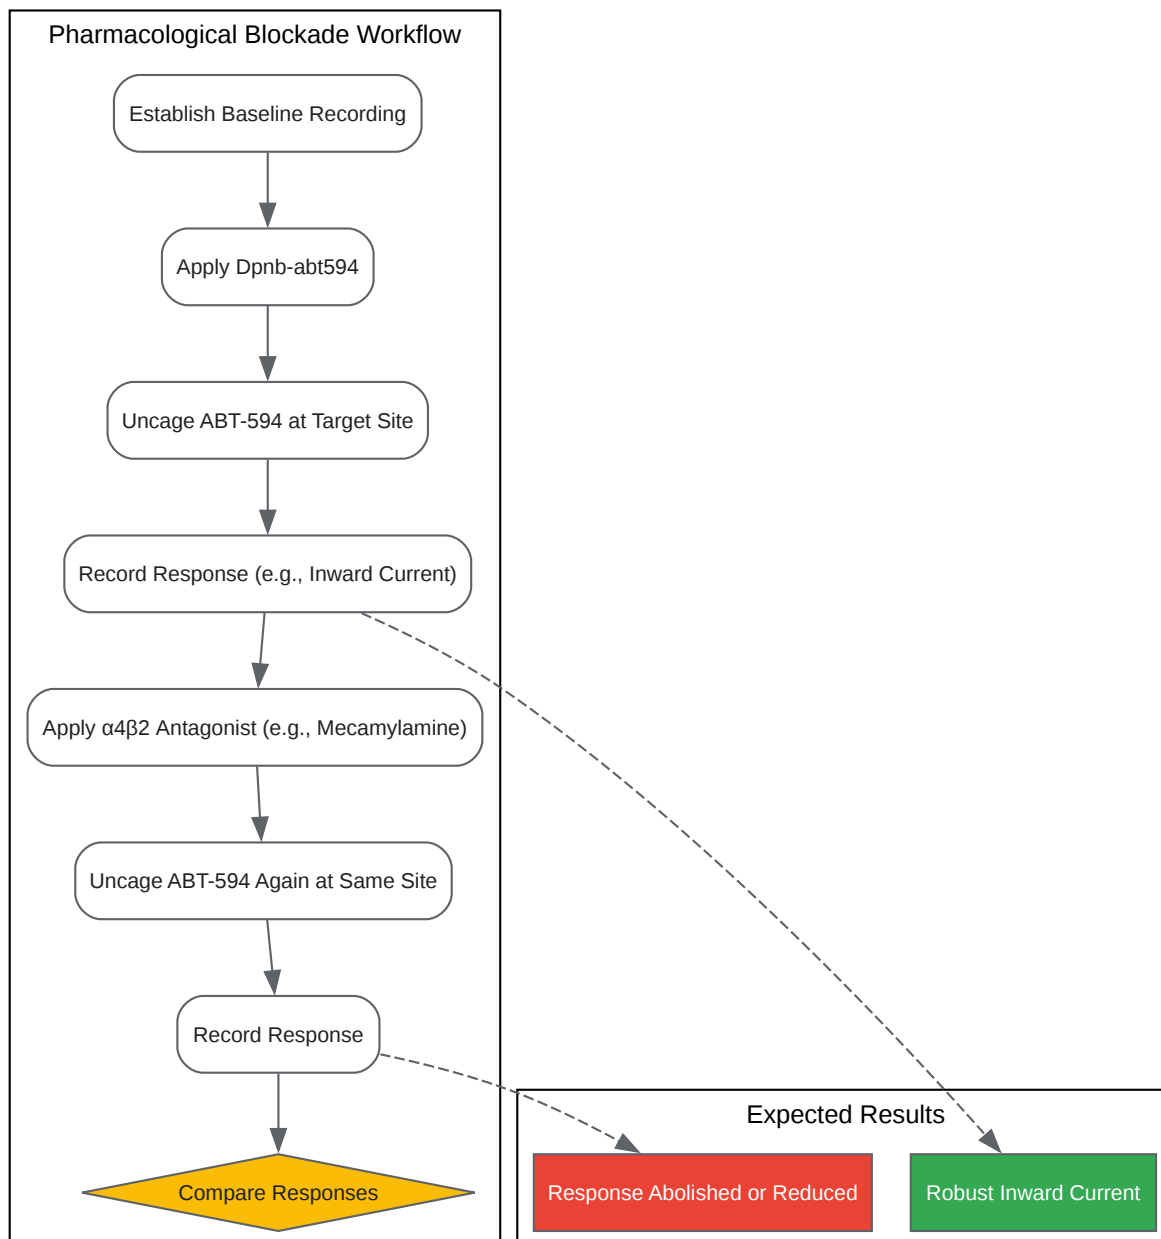 Pharmacological Blockade Workflow
Establish Baseline Recording
Apply Dpnb-abt594
Uncage ABT-594 at Target Site
Record Response (e.g., Inward Current)
Apply α4β2 Antagonist (e.g., Mecamylamine)
Uncage ABT-594 Again at Same Site
Record Response
Compare Responses
Expected Results
Response Abolished or Reduced
Robust Inward Current